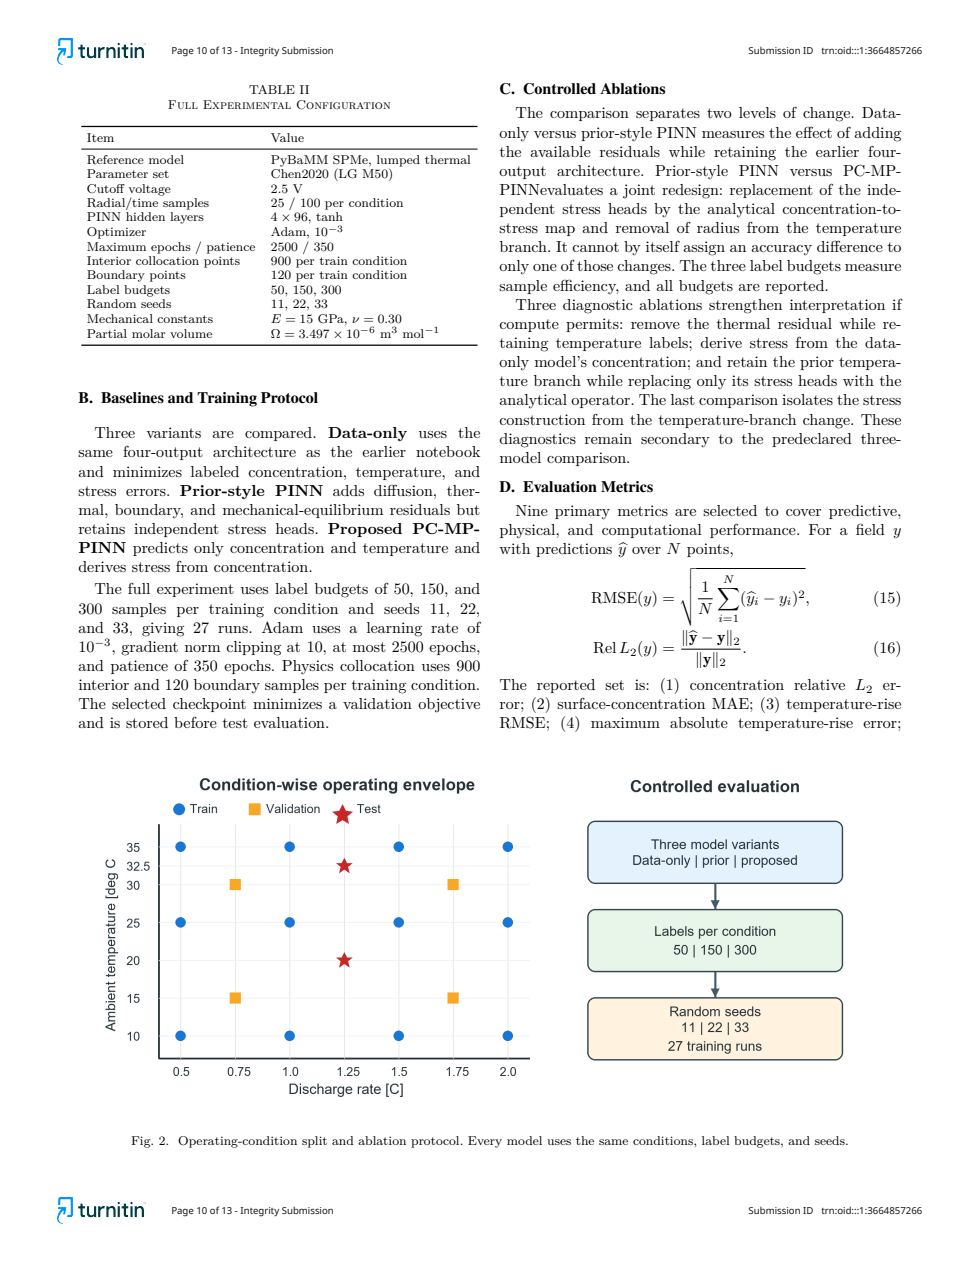 turnitin
Page 10 of 13 - Integrity Submission
Submission ID trn:oid:::1:3664857266
TABLE II
FULL EXPERIMENTAL CONFIGURATION
Item Value
Reference model PyBaMM SPMe, lumped thermal
Parameter set Chen2020 (LG M50)
Cutoff voltage 2.5 V
Radial/time samples 25 / 100 per condition
PINN hidden layers 4 × 96, tanh
Optimizer Adam, 10⁻³
Maximum epochs / patience 2500 / 350
Interior collocation points 900 per train condition
Boundary points 120 per train condition
Label budgets 50, 150, 300
Random seeds 11, 22, 33
Mechanical constants E = 15 GPa, ν = 0.30
Partial molar volume Ω = 3.497 × 10⁻⁶ m³ mol⁻¹
B. Baselines and Training Protocol
Three variants are compared. Data-only uses the
same four-output architecture as the earlier notebook
and minimizes labeled concentration, temperature, and
stress errors. Prior-style PINN adds diffusion, ther-
mal, boundary, and mechanical-equilibrium residuals but
retains independent stress heads. Proposed PC-MP-
PINN predicts only concentration and temperature and
derives stress from concentration.
The full experiment uses label budgets of 50, 150, and
300 samples per training condition and seeds 11, 22,
and 33, giving 27 runs. Adam uses a learning rate of
10⁻³, gradient norm clipping at 10, at most 2500 epochs,
and patience of 350 epochs. Physics collocation uses 900
interior and 120 boundary samples per training condition.
The selected checkpoint minimizes a validation objective
and is stored before test evaluation.
C. Controlled Ablations
The comparison separates two levels of change. Data-
only versus prior-style PINN measures the effect of adding
the available residuals while retaining the earlier four-
output architecture. Prior-style PINN versus PC-MP-
PINNevaluates a joint redesign: replacement of the inde-
pendent stress heads by the analytical concentration-to-
stress map and removal of radius from the temperature
branch. It cannot by itself assign an accuracy difference to
only one of those changes. The three label budgets measure
sample efficiency, and all budgets are reported.
Three diagnostic ablations strengthen interpretation if
compute permits: remove the thermal residual while re-
taining temperature labels; derive stress from the data-
only model's concentration; and retain the prior tempera-
ture branch while replacing only its stress heads with the
analytical operator. The last comparison isolates the stress
construction from the temperature-branch change. These
diagnostics remain secondary to the predeclared three-
model comparison.
D. Evaluation Metrics
Nine primary metrics are selected to cover predictive,
physical, and computational performance. For a field y
with predictions ŷ over N points,
RMSE(y) = √(1/N ∑_{i=1}^{N} (ŷᵢ − yᵢ)²), (15)
Rel L₂(y) = ‖ŷ − y‖₂ / ‖y‖₂. (16)
The reported set is: (1) concentration relative L₂ er-
ror; (2) surface-concentration MAE; (3) temperature-rise
RMSE; (4) maximum absolute temperature-rise error;
Condition-wise operating envelope
Train Validation Test
Ambient temperature [deg C
35
32.5
30
25
20
15
10
0.5 0.75 1.0 1.25 1.5 1.75 2.0
Discharge rate [C]
Controlled evaluation
Three model variants
Data-only | prior | proposed
Labels per condition
50 | 150 | 300
Random seeds
11 | 22 | 33
27 training runs
Fig. 2. Operating-condition split and ablation protocol. Every model uses the same conditions, label budgets, and seeds.
turnitin
Page 10 of 13 - Integrity Submission
Submission ID trn:oid:::1:3664857266